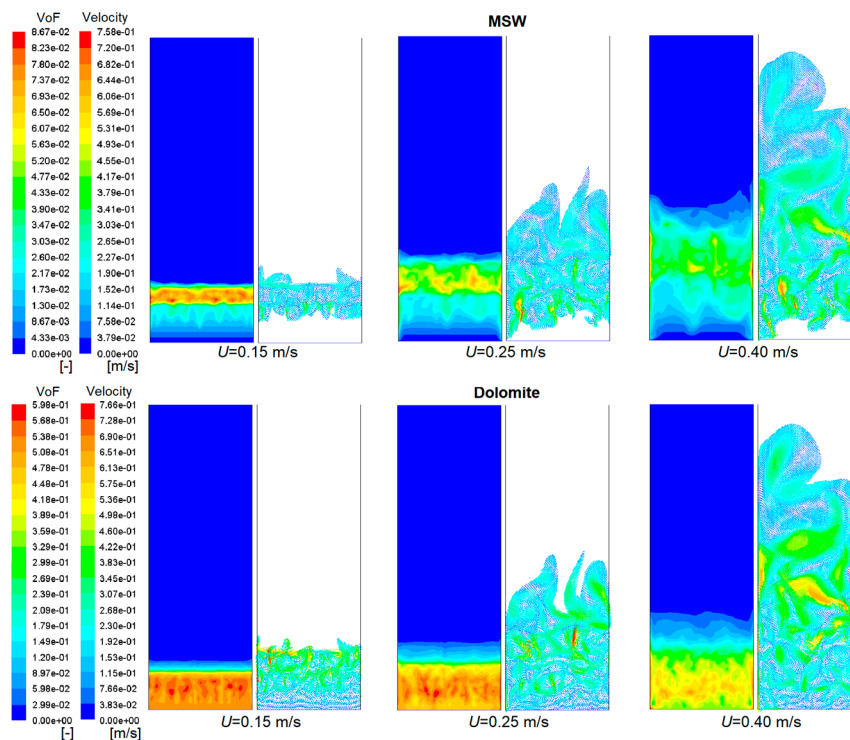 MSW
VoF Velocity
8.67e-02 7.58e-01
8.23e-02 7.20e-01
7.80e-02 6.82e-01
7.37e-02 6.44e-01
6.93e-02 6.06e-01
6.50e-02 5.69e-01
6.07e-02 5.31e-01
5.63e-02 4.93e-01
5.20e-02 4.55e-01
4.77e-02 4.17e-01
4.33e-02 3.79e-01
3.90e-02 3.41e-01
3.47e-02 3.03e-01
3.03e-02 2.65e-01
2.60e-02 2.27e-01
2.17e-02 1.90e-01
1.73e-02 1.52e-01
1.30e-02 1.14e-01
8.67e-03 7.58e-02
4.33e-03 3.79e-02
0.00e+00 0.00e+00
[-] [m/s]
U=0.15 m/s U=0.25 m/s U=0.40 m/s
Dolomite
VoF Velocity
5.98e-01 7.66e-01
5.68e-01 7.28e-01
5.38e-01 6.90e-01
5.08e-01 6.51e-01
4.78e-01 6.13e-01
4.48e-01 5.75e-01
4.18e-01 5.36e-01
3.89e-01 4.98e-01
3.59e-01 4.60e-01
3.29e-01 4.22e-01
2.99e-01 3.83e-01
2.69e-01 3.45e-01
2.39e-01 3.07e-01
2.09e-01 2.68e-01
1.79e-01 2.30e-01
1.49e-01 1.92e-01
1.20e-01 1.53e-01
8.97e-02 1.15e-01
5.98e-02 7.66e-02
2.99e-02 3.83e-02
0.00e+00 0.00e+00
[-] [m/s]
U=0.15 m/s U=0.25 m/s U=0.40 m/s